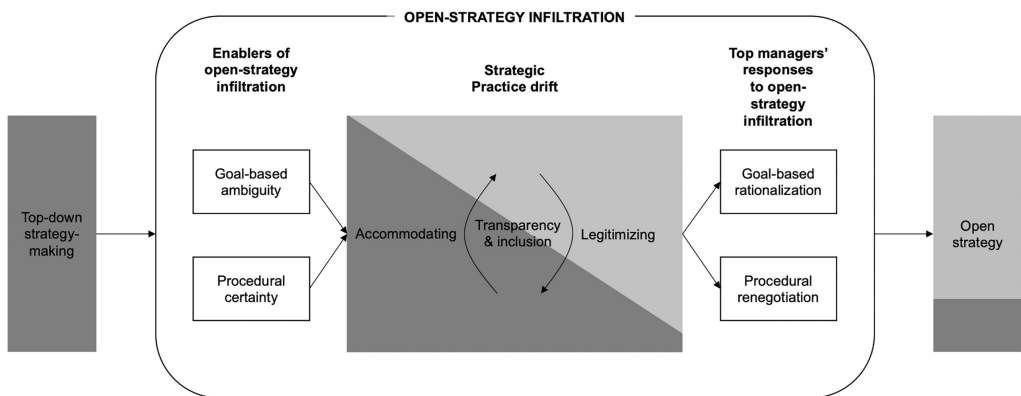 OPEN-STRATEGY INFILTRATION
Enablers of
open-strategy
infiltration
Strategic
Practice drift
Top managers’
responses
to open-
strategy
infiltration
Top-down
strategy-
making
Goal-based
ambiguity
Procedural
certainty
Accommodating
Transparency
& inclusion
Legitimizing
Goal-based
rationalization
Procedural
renegotiation
Open
strategy